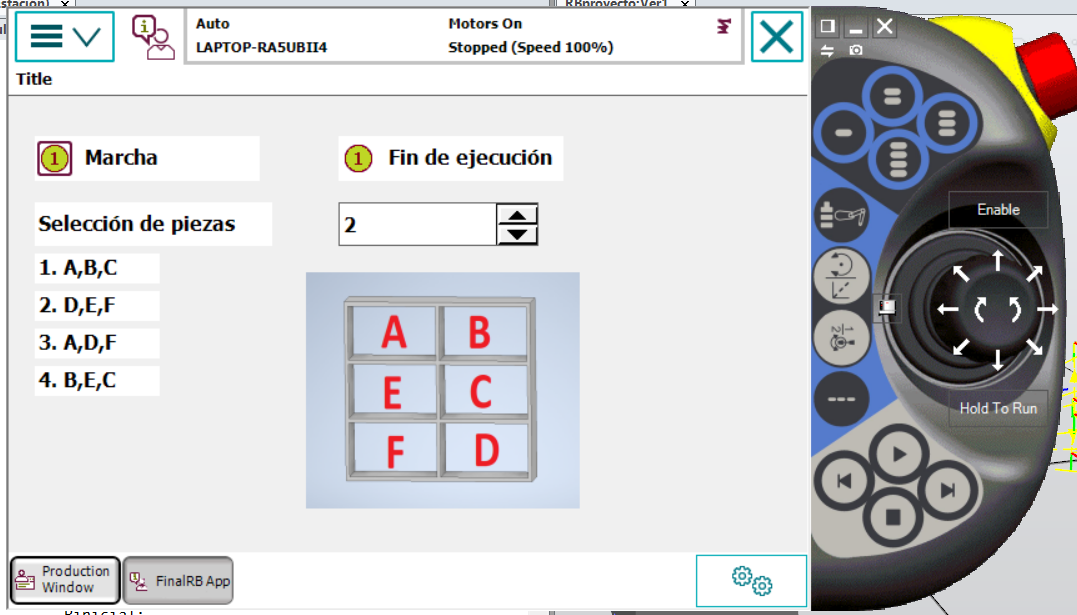 stación)
RBproyecto:Ver1
Auto
Motors On
LAPTOP-RA5UBII4
Stopped (Speed 100%)
Title
1 Marcha
1 Fin de ejecución
Selección de piezas
2
1. A,B,C
2. D,E,F
3. A,D,F
4. B,E,C
A B
E C
F D
Enable
Hold To Run
Production
Window
FinalRB App